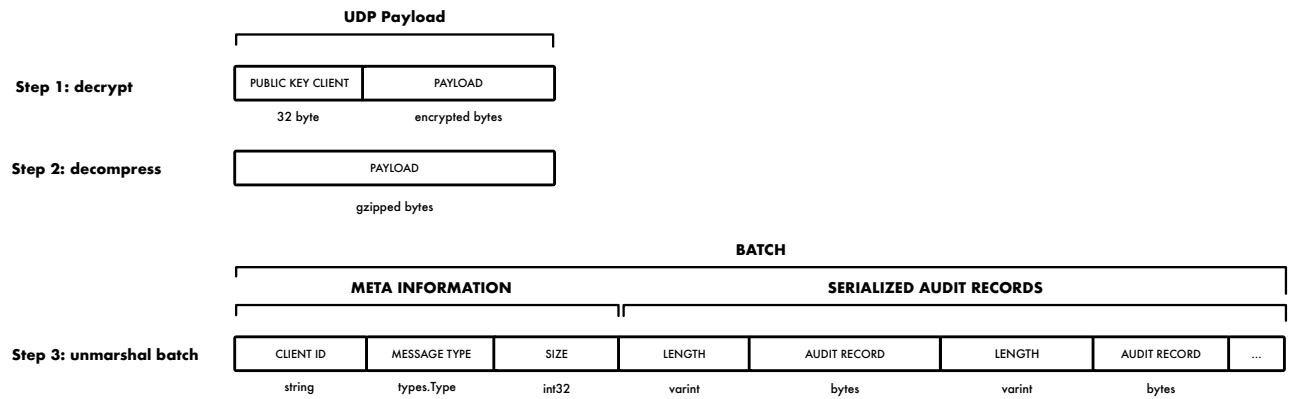 UDP Payload
Step 1: decrypt
PUBLIC KEY CLIENT PAYLOAD
32 byte encrypted bytes
Step 2: decompress
PAYLOAD
gzipped bytes
BATCH
META INFORMATION SERIALIZED AUDIT RECORDS
Step 3: unmarshal batch
CLIENT ID MESSAGE TYPE SIZE LENGTH AUDIT RECORD LENGTH AUDIT RECORD ...
string types.Type int32 varint bytes varint bytes